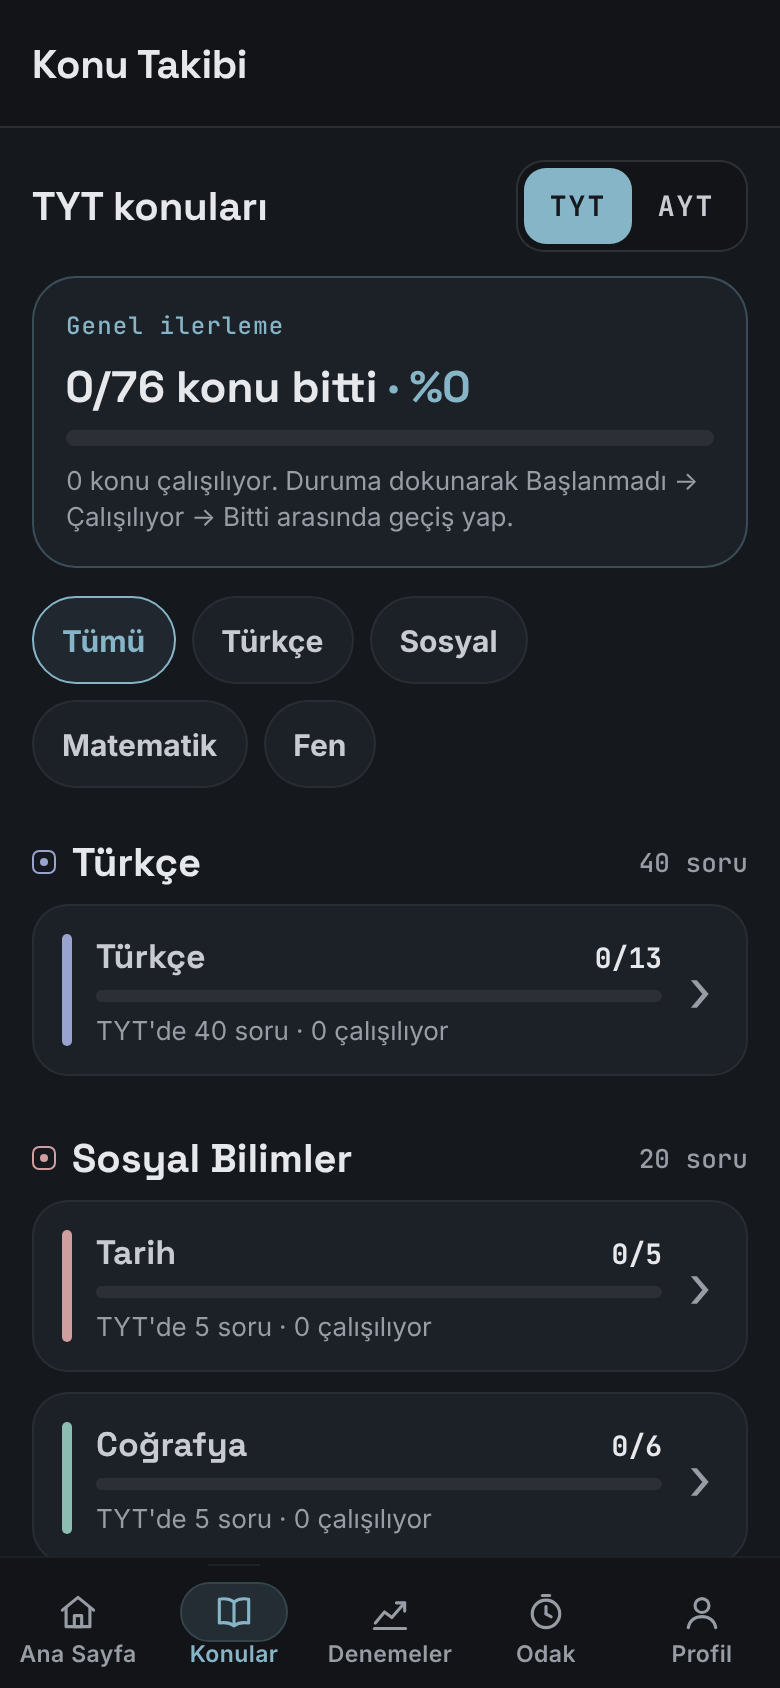 Konu Takibi
TYT konuları
TYT AYT
Genel ilerleme
0/76 konu bitti · %0
0 konu çalışılıyor. Duruma dokunarak Başlanmadı →
Çalışılıyor → Bitti arasında geçiş yap.
Tümü Türkçe Sosyal
Matematik Fen
Türkçe 40 soru
Türkçe 0/13
TYT'de 40 soru · 0 çalışılıyor
Sosyal Bilimler 20 soru
Tarih 0/5
TYT'de 5 soru · 0 çalışılıyor
Coğrafya 0/6
TYT'de 5 soru · 0 çalışılıyor
Ana Sayfa Konular Denemeler Odak Profil